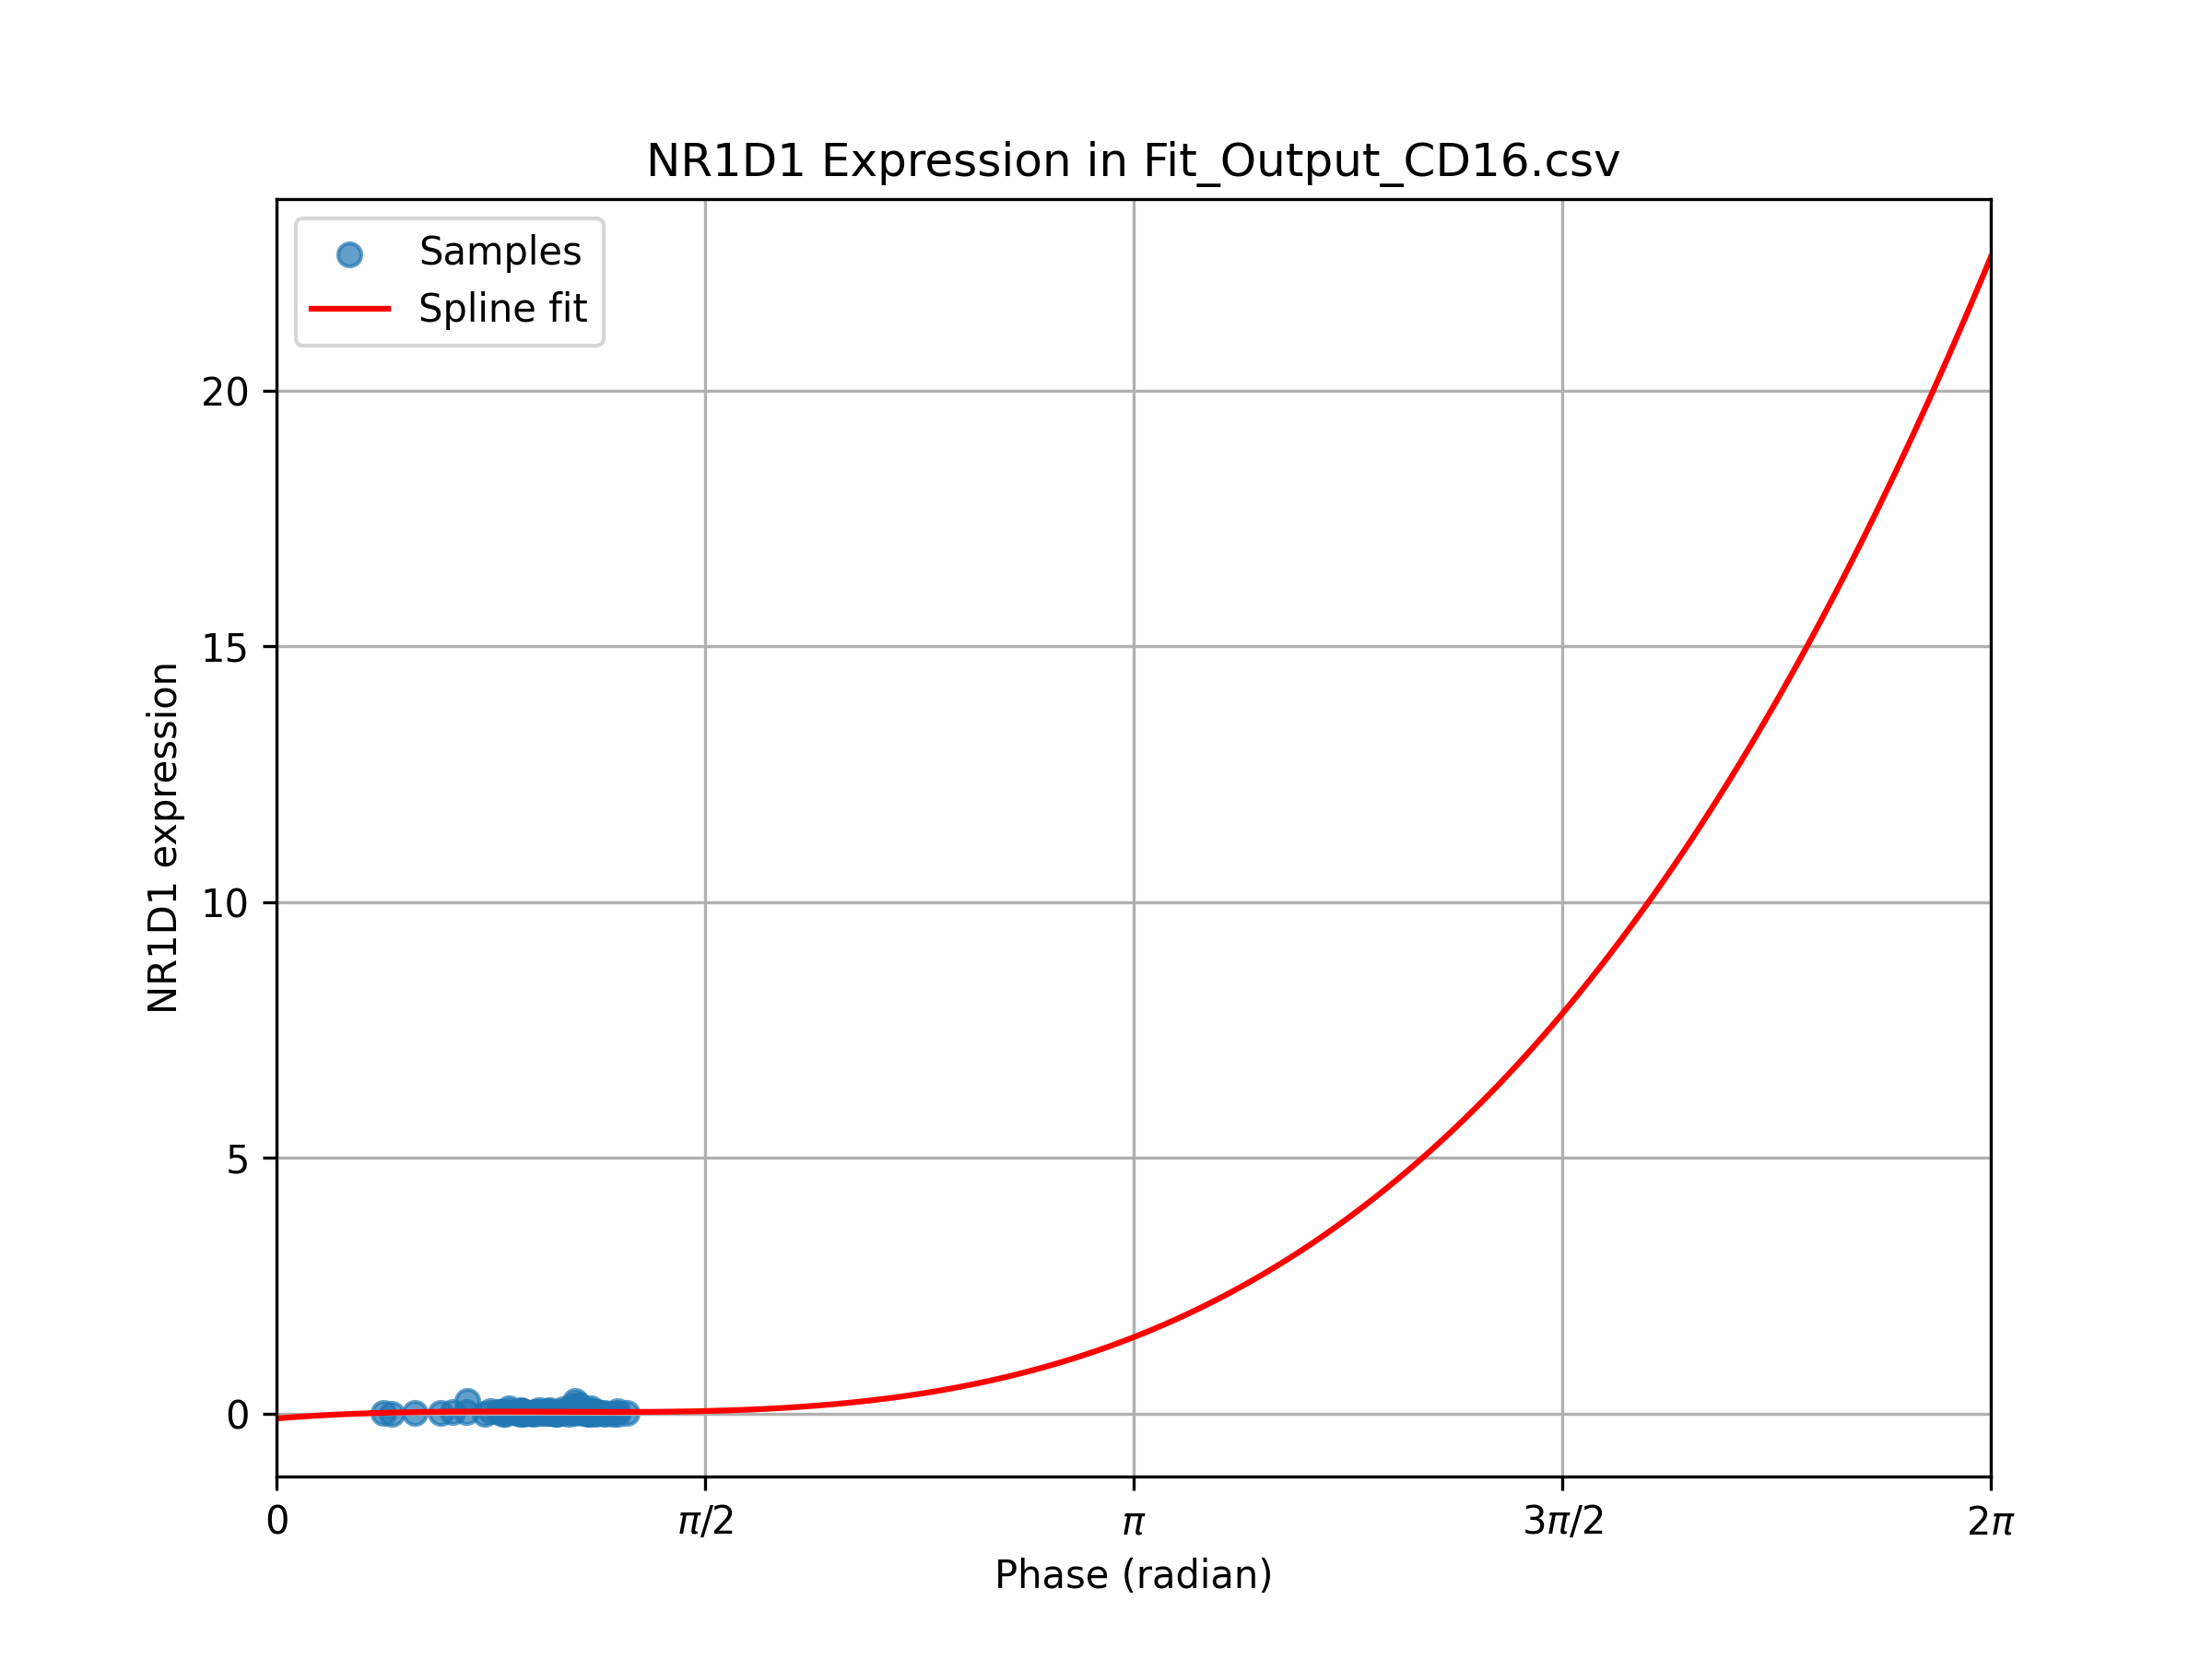 NR1D1 Expression in Fit_Output_CD16.csv
Samples
Spline fit
20
15
10
5
0
NR1D1 expression
0
π/2
π
3π/2
2π
Phase (radian)